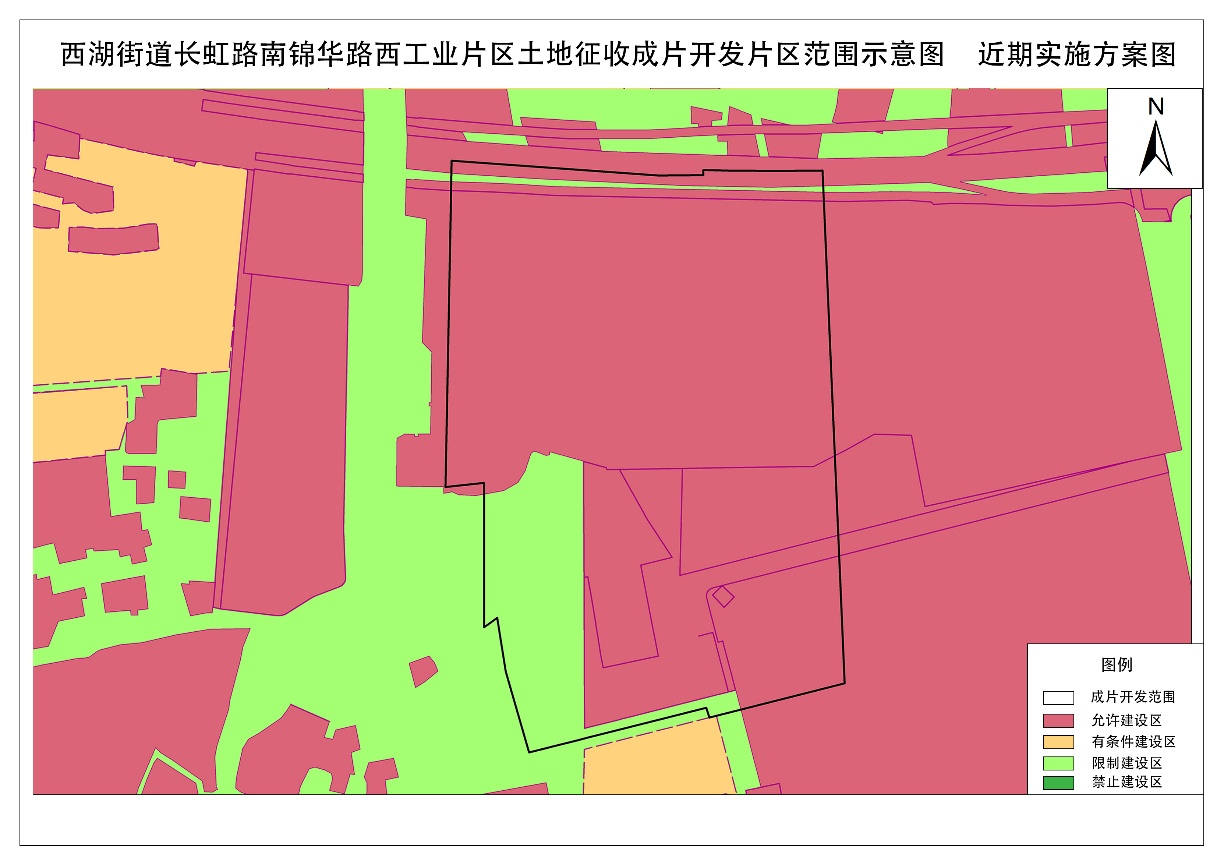 西湖街道长虹路南锦华路西工业片区土地征收成片开发片区范围示意图 近期实施方案图
N
图例
成片开发范围
允许建设区
有条件建设区
限制建设区
禁止建设区